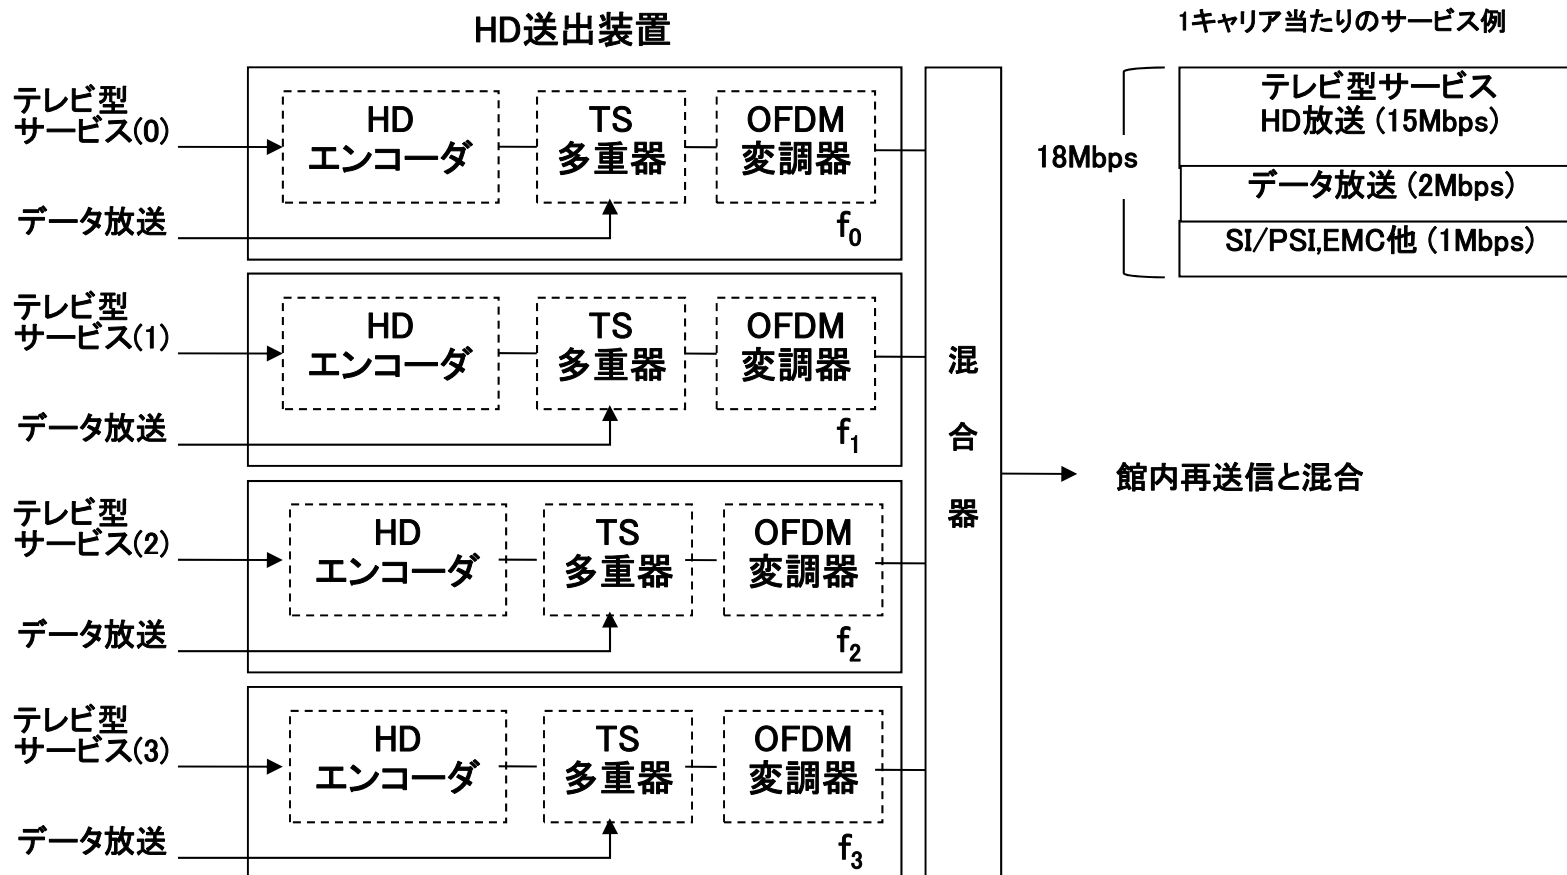 HD送出装置
1キャリア当たりのサービス例
テレビ型
サービス(0)
データ放送
HD
エンコーダ
TS
多重器
OFDM
変調器
f0
テレビ型
サービス(1)
データ放送
HD
エンコーダ
TS
多重器
OFDM
変調器
f1
テレビ型
サービス(2)
データ放送
HD
エンコーダ
TS
多重器
OFDM
変調器
f2
テレビ型
サービス(3)
データ放送
HD
エンコーダ
TS
多重器
OFDM
変調器
f3
混
合
器
館内再送信と混合
18Mbps
テレビ型サービス
HD放送 (15Mbps)
データ放送 (2Mbps)
SI/PSI,EMC他 (1Mbps)